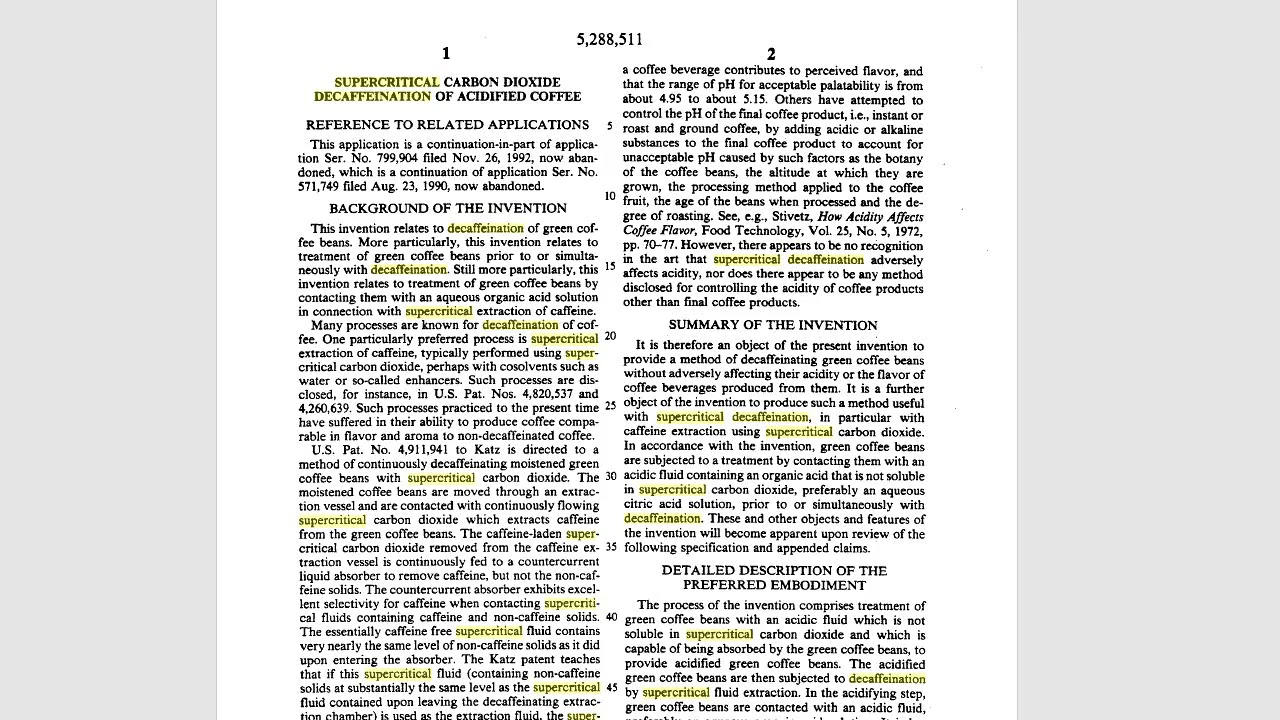 5,288,511
1
SUPERCRITICAL CARBON DIOXIDE
DECAFFEINATION OF ACIDIFIED COFFEE
REFERENCE TO RELATED APPLICATIONS
This application is a continuation-in-part of applica-
tion Ser. No. 799,904 filed Nov. 26, 1992, now aban-
doned, which is a continuation of application Ser. No.
571,749 filed Aug. 23, 1990, now abandoned.
BACKGROUND OF THE INVENTION
This invention relates to decaffeination of green cof-
fee beans. More particularly, this invention relates to
treatment of green coffee beans prior to or simulta-
neously with decaffeination. Still more particularly, this
invention relates to treatment of green coffee beans by
contacting them with an aqueous organic acid solution
in connection with supercritical extraction of caffeine.
Many processes are known for decaffeination of cof-
fee. One particularly preferred process is supercritical
extraction of caffeine, typically performed using super-
critical carbon dioxide, perhaps with cosolvents such as
water or so-called enhancers. Such processes are dis-
closed, for instance, in U.S. Pat. Nos. 4,820,537 and
4,260,639. Such processes practiced to the present time
have suffered in their ability to produce coffee compa-
rable in flavor and aroma to non-decaffeinated coffee.
U.S. Pat. No. 4,911,941 to Katz is directed to a
method of continuously decaffeinating moistened green
coffee beans with supercritical carbon dioxide. The
moistened coffee beans are moved through an extrac-
tion vessel and are contacted with continuously flowing
supercritical carbon dioxide which extracts caffeine
from the green coffee beans. The caffeine-laden super-
critical carbon dioxide removed from the caffeine ex-
traction vessel is continuously fed to a countercurrent
liquid absorber to remove caffeine, but not the non-caf-
feine solids. The countercurrent absorber exhibits excel-
lent selectivity for caffeine when contacting supercriti-
cal fluids containing caffeine and non-caffeine solids.
The essentially caffeine free supercritical fluid contains
very nearly the same level of non-caffeine solids as it did
upon entering the absorber. The Katz patent teaches
that if this supercritical fluid (containing non-caffeine
solids at substantially the same level as the supercritical
fluid contained upon leaving the decaffeinating extrac-
tion chamber) is used as the extraction fluid, the super-
5
10
15
20
25
30
35
40
45
2
a coffee beverage contributes to perceived flavor, and
that the range of pH for acceptable palatability is from
about 4.95 to about 5.15. Others have attempted to
control the pH of the final coffee product, i.e., instant or
roast and ground coffee, by adding acidic or alkaline
substances to the final coffee product to account for
unacceptable pH caused by such factors as the botany
of the coffee beans, the altitude at which they are
grown, the processing method applied to the coffee
fruit, the age of the beans when processed and the de-
gree of roasting. See, e.g., Stivetz, How Acidity Affects
Coffee Flavor, Food Technology, Vol. 25, No. 5, 1972,
pp. 70-77. However, there appears to be no recognition
in the art that supercritical decaffeination adversely
affects acidity, nor does there appear to be any method
disclosed for controlling the acidity of coffee products
other than final coffee products.
SUMMARY OF THE INVENTION
It is therefore an object of the present invention to
provide a method of decaffeinating green coffee beans
without adversely affecting their acidity or the flavor of
coffee beverages produced from them. It is a further
object of the invention to produce such a method useful
with supercritical decaffeination, in particular with
caffeine extraction using supercritical carbon dioxide.
In accordance with the invention, green coffee beans
are subjected to a treatment by contacting them with an
acidic fluid containing an organic acid that is not soluble
in supercritical carbon dioxide, preferably an aqueous
citric acid solution, prior to or simultaneously with
decaffeination. These and other objects and features of
the invention will become apparent upon review of the
following specification and appended claims.
DETAILED DESCRIPTION OF THE
PREFERRED EMBODIMENT
The process of the invention comprises treatment of
green coffee beans with an acidic fluid which is not
soluble in supercritical carbon dioxide and which is
capable of being absorbed by the green coffee beans, to
provide acidified green coffee beans. The acidified
green coffee beans are then subjected to decaffeination
by supercritical fluid extraction. In the acidifying step,
green coffee beans are contacted with an acidic fluid,